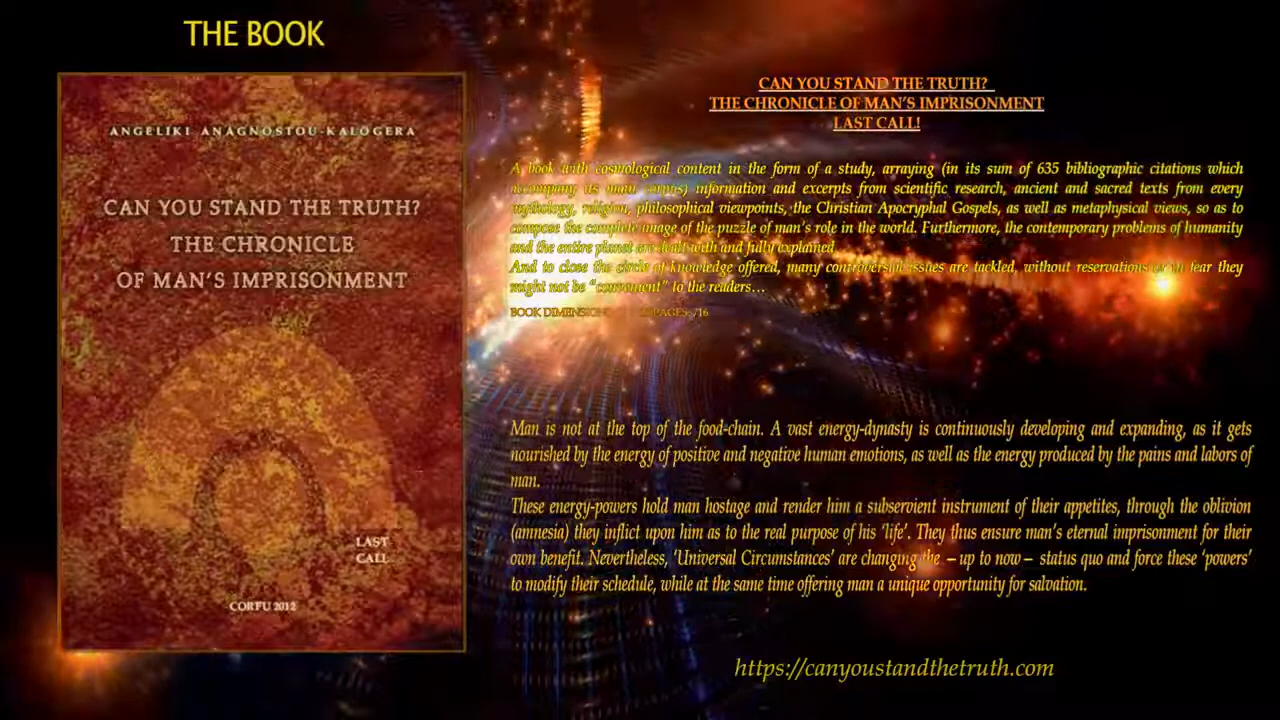 THE BOOK
ANGELIKI ANAGNOSTOU-KALOGERA
CAN YOU STAND THE TRUTH?
THE CHRONICLE
OF MAN'S IMPRISONMENT
LAST
CALL
CORFU 2012
CAN YOU STAND THE TRUTH?
THE CHRONICLE OF MAN'S IMPRISONMENT
LAST CALL!
A book with cosmological content in the form of a study, arraying (in its sum of 635 bibliographic citations which
accompany its main corpus) information and excerpts from scientific research, ancient and sacred texts from every
mythology, religion, philosophical viewpoints, the Christian Apocryphal Gospels, as well as metaphysical views, so as to
compose the complete image of the puzzle of man's role in the world. Furthermore, the contemporary problems of humanity
and the entire planet are dealt with and fully explained.
And to close the circle of knowledge offered, many controversial issues are tackled, without reservations or in fear they
might not be "convenient" to the readers…
BOOK DIMENSIONS
Man is not at the top of the food-chain. A vast energy-dynasty is continuously developing and expanding, as it gets
nourished by the energy of positive and negative human emotions, as well as the energy produced by the pains and labors of
man.
These energy-powers hold man hostage and render him a subservient instrument of their appetites, through the oblivion
(amnesia) they inflict upon him as to the real purpose of his 'life'. They thus ensure man's eternal imprisonment for their
own benefit. Nevertheless, 'Universal Circumstances' are changing the – up to now – status quo and force these 'powers'
to modify their schedule, while at the same time offering man a unique opportunity for salvation.
https://canyoustandthetruth.com